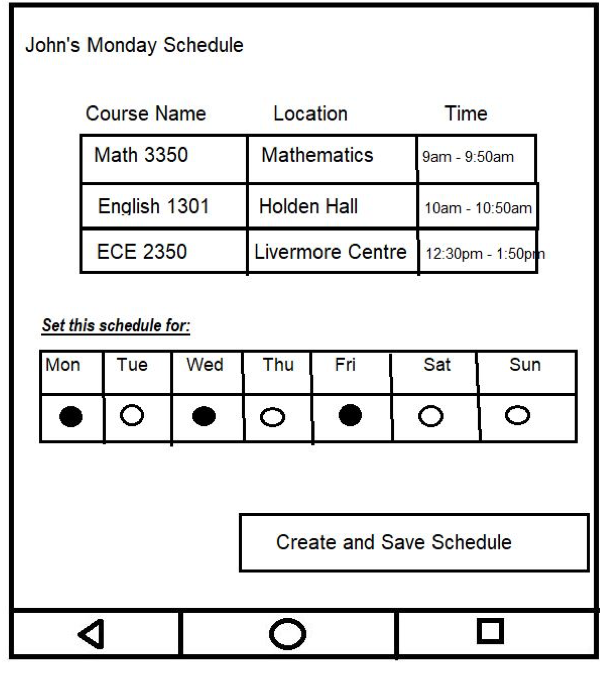 John's Monday Schedule
Course Name Location Time
Math 3350 Mathematics 9am - 9:50am
English 1301 Holden Hall 10am - 10:50am
ECE 2350 Livermore Centre 12:30pm - 1:50pm
Set this schedule for:
Mon Tue Wed Thu Fri Sat Sun
Create and Save Schedule